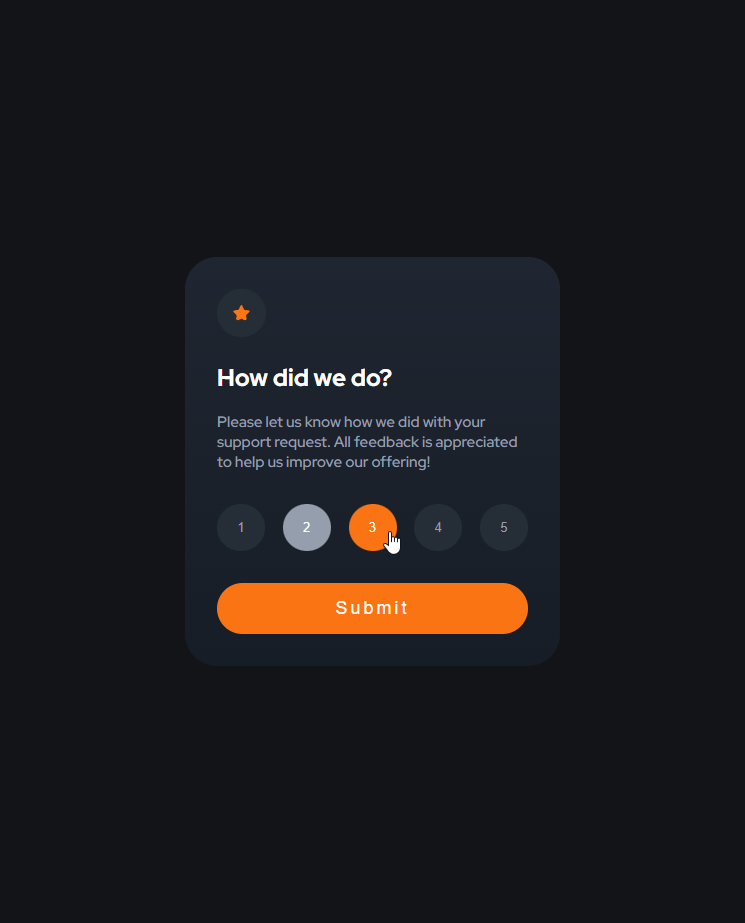 How did we do?
Please let us know how we did with your
support request. All feedback is appreciated
to help us improve our offering!
1 2 3 4 5
Submit